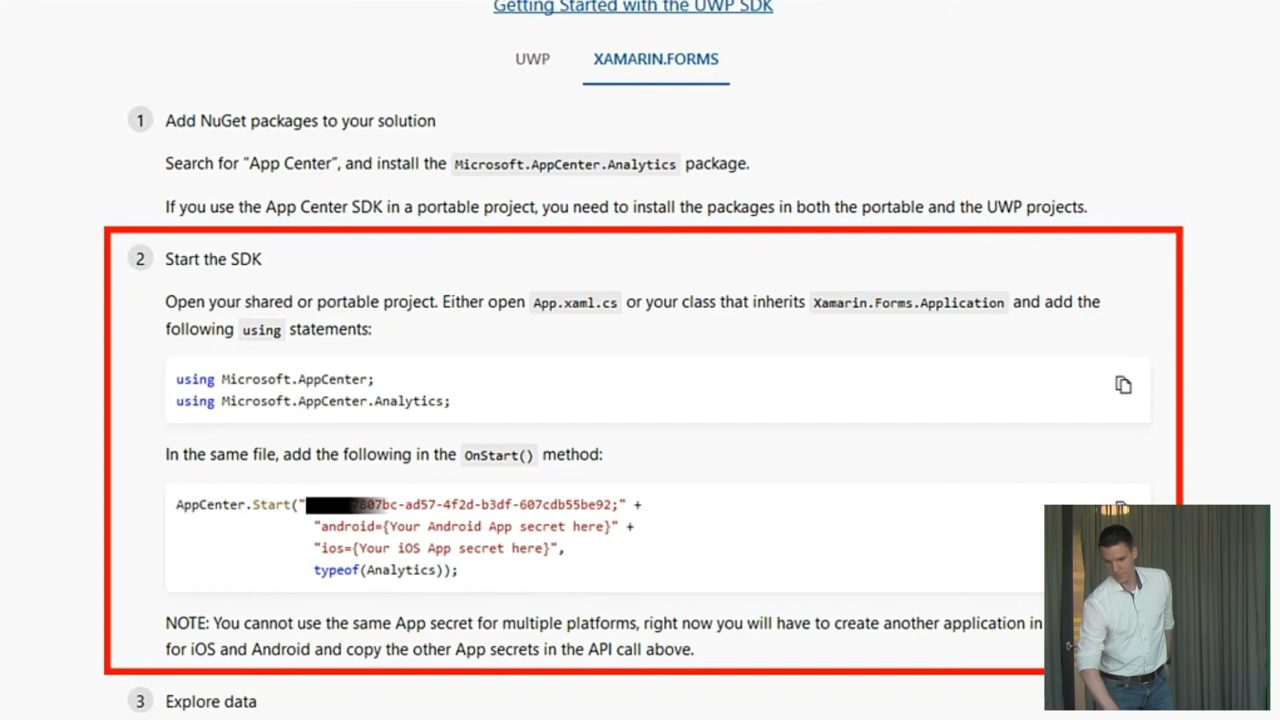 Getting Started with the UWP SDK
UWP
XAMARIN.FORMS
1 Add NuGet packages to your solution
Search for “App Center”, and install the Microsoft.AppCenter.Analytics package.
If you use the App Center SDK in a portable project, you need to install the packages in both the portable and the UWP projects.
2 Start the SDK
Open your shared or portable project. Either open App.xaml.cs or your class that inherits Xamarin.Forms.Application and add the
following using statements:
using Microsoft.AppCenter;
using Microsoft.AppCenter.Analytics;
In the same file, add the following in the OnStart() method:
AppCenter.Start(" 807bc-ad57-4f2d-b3df-607cdb55be92;" +
"android={Your Android App secret here}" +
"ios={Your iOS App secret here}",
typeof(Analytics));
NOTE: You cannot use the same App secret for multiple platforms, right now you will have to create another application in
for iOS and Android and copy the other App secrets in the API call above.
3 Explore data